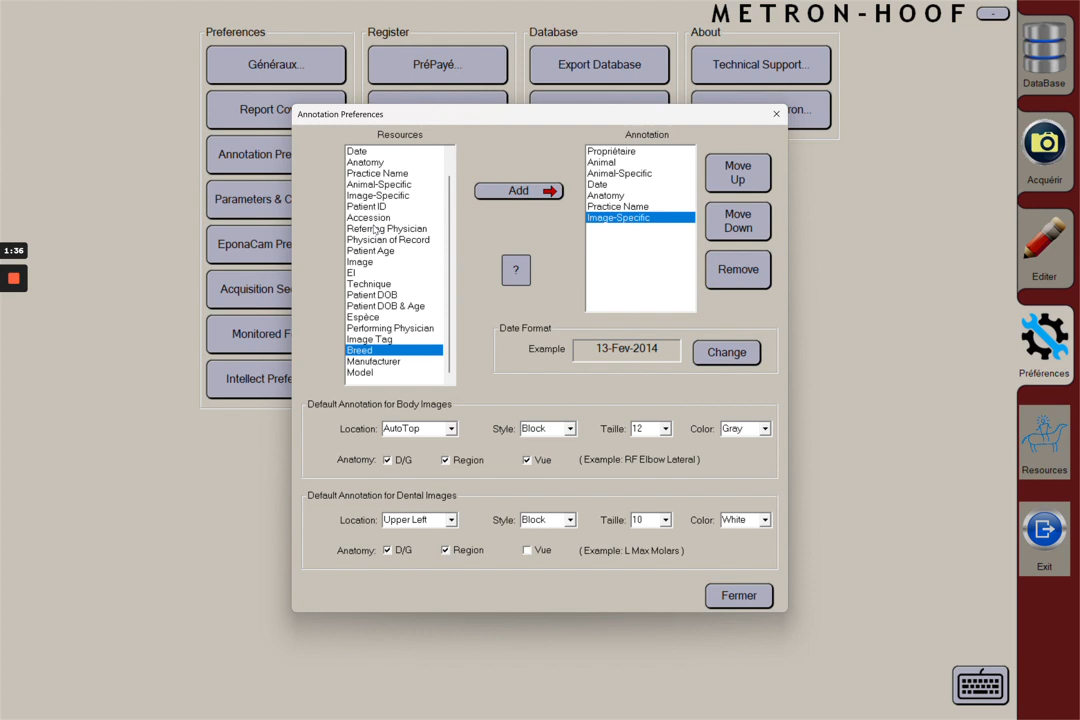 METRON-HOOF
-
Preferences
Register
Database
About
Généraux...
PréPayé...
Export Database
Technical Support...
DataBase
Report Co
ron...
Annotation Preferences
Resources
Annotation
Date
Anatomy
Practice Name
Animal-Specific
Image-Specific
Patient ID
Accession
Referring Physician
Physician of Record
Patient Age
Image
EI
Technique
Patient DOB
Patient DOB & Age
Espèce
Performing Physician
Image Tag
Breed
Manufacturer
Model
Add
?
Propriétaire
Animal
Animal-Specific
Date
Anatomy
Practice Name
Image-Specific
Move
Up
Move
Down
Remove
Date Format
Example
13-Fev-2014
Change
Default Annotation for Body Images
Location: AutoTop
Style: Block
Taille: 12
Color: Gray
Anatomy: D/G
Region
Vue
( Example: RF Elbow Lateral )
Default Annotation for Dental Images
Location: Upper Left
Style: Block
Taille: 10
Color: White
Anatomy: D/G
Region
Vue
( Example: L Max Molars )
Fermer
Annotation Pre
Parameters & C
EponaCam Pre
Acquisition Se
Monitored F
Intellect Prefe
1:36
Acquérir
Editer
Préférences
Resources
Exit